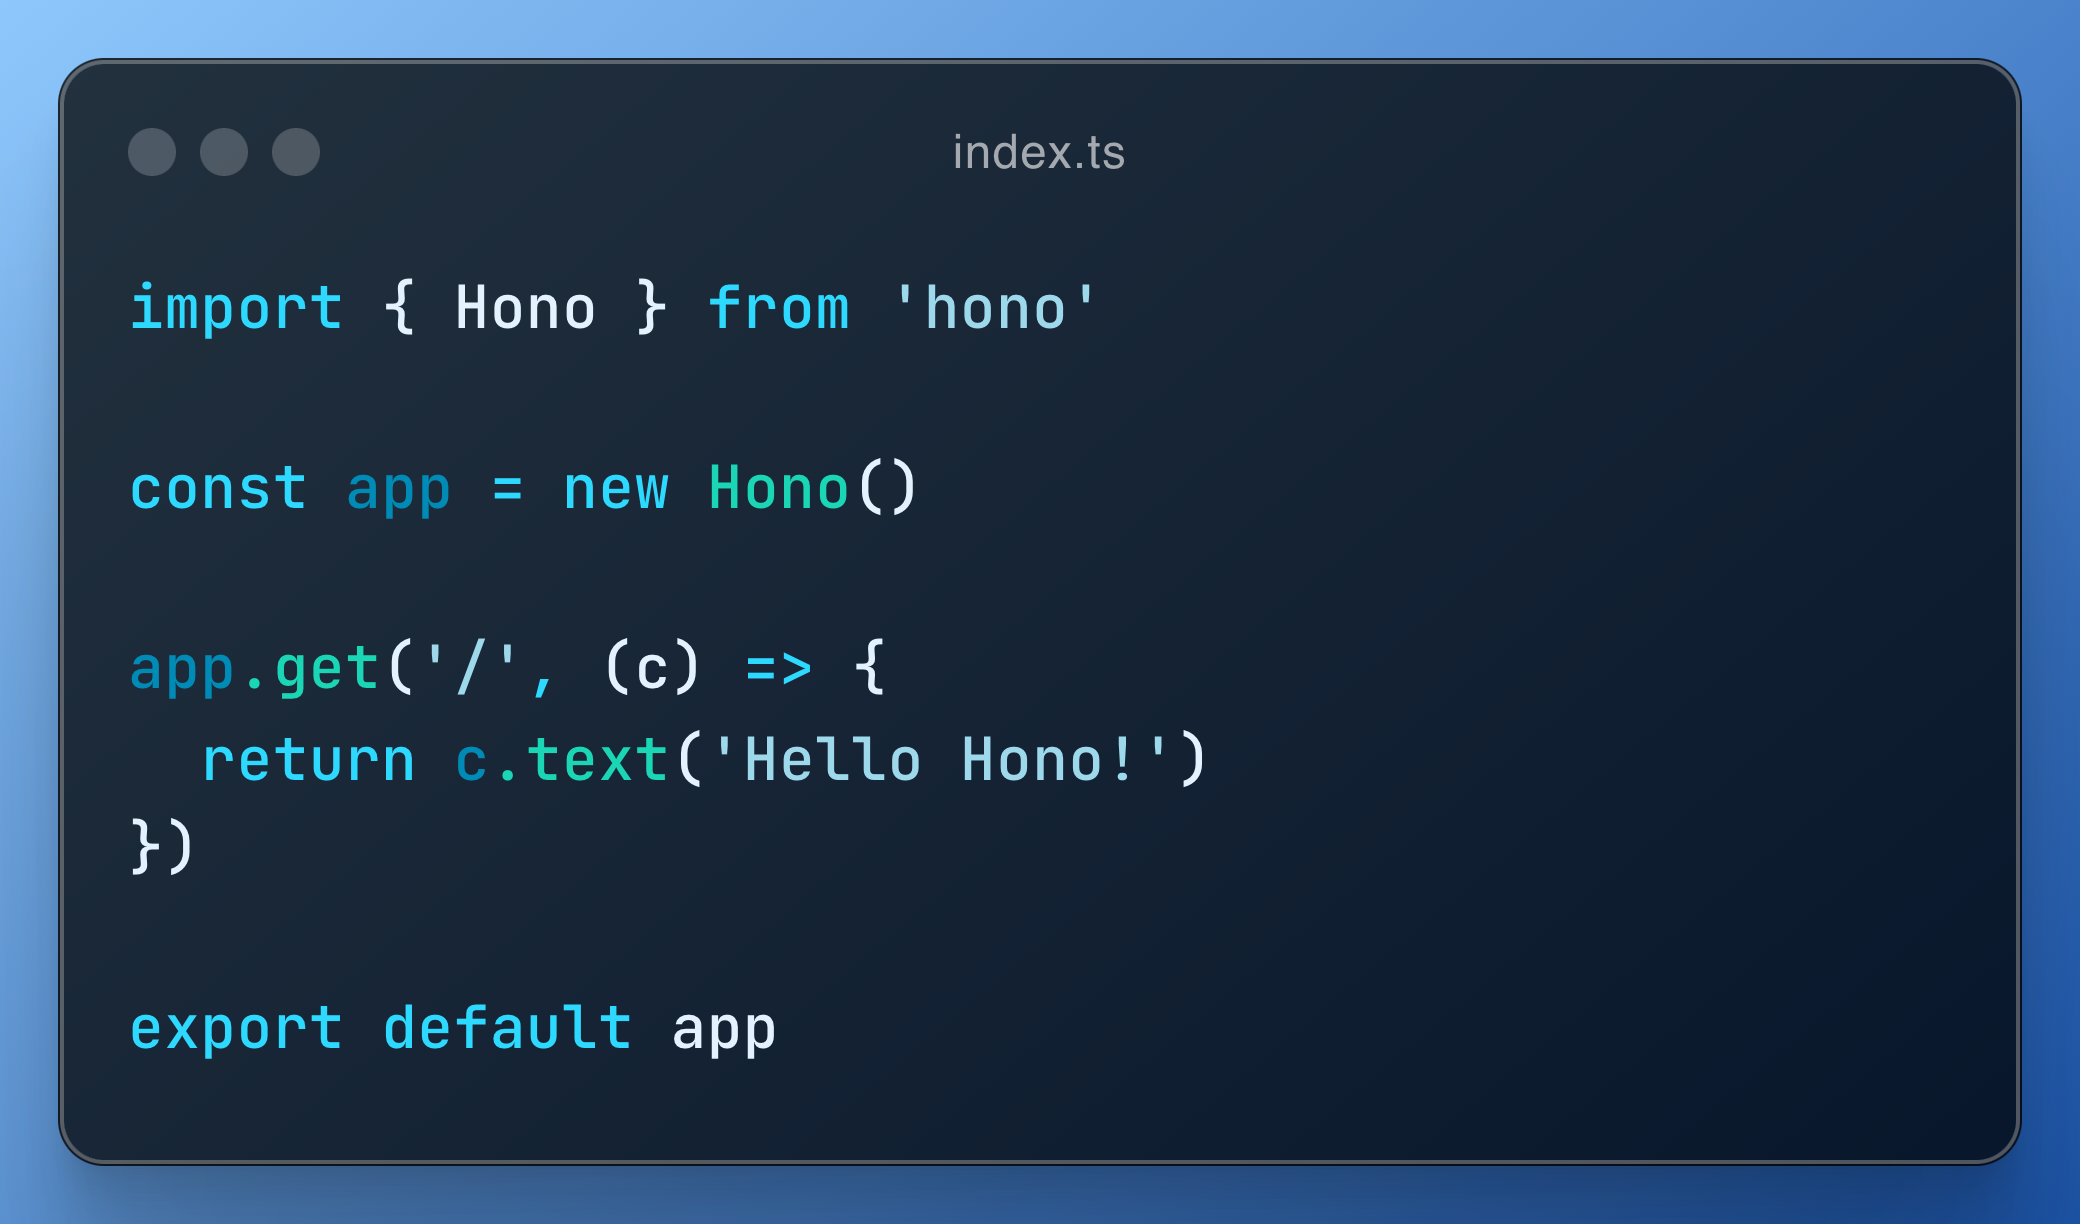 index.ts
import { Hono } from 'hono'
const app = new Hono()
app.get('/', (c) => {
  return c.text('Hello Hono!')
})
export default app